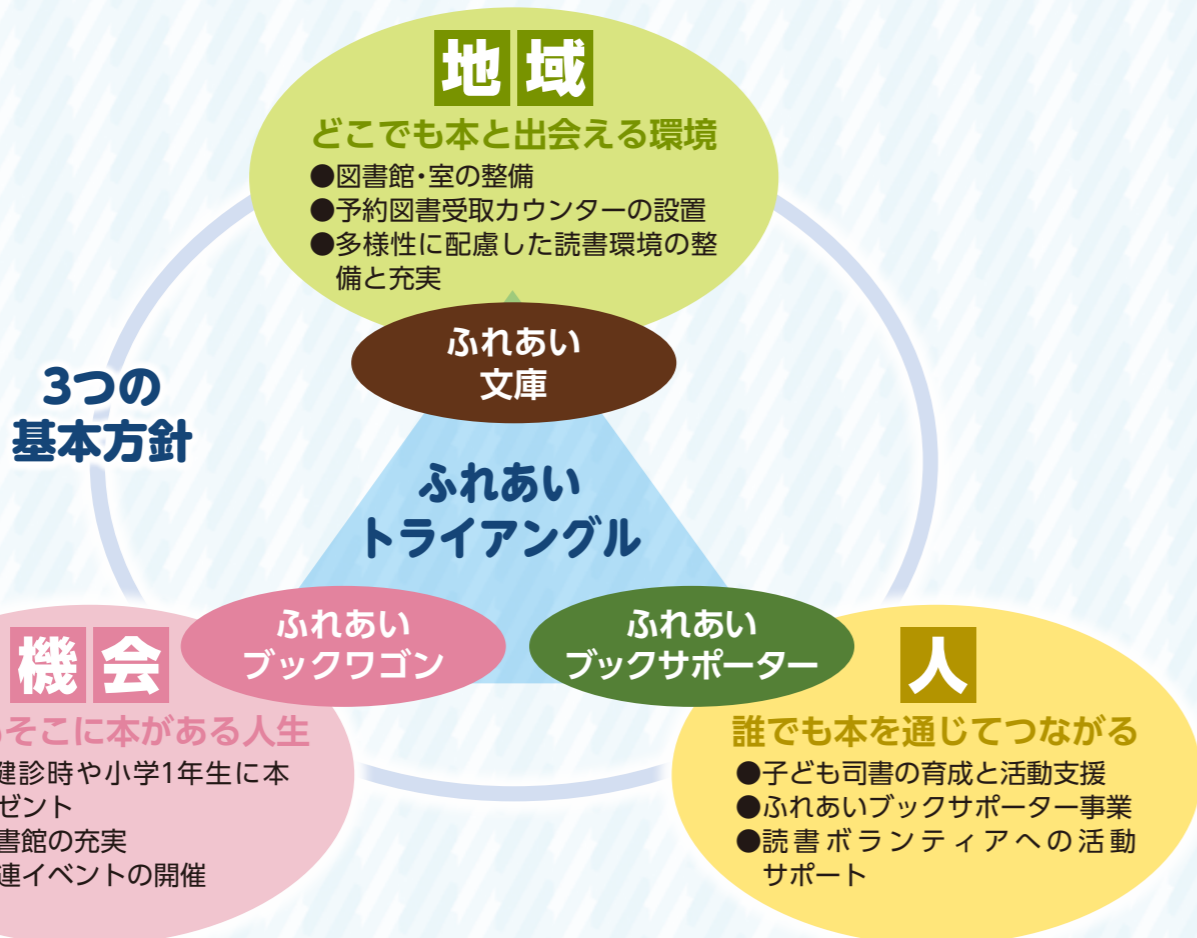 地域
どこでも本と出会える環境
●図書館・室の整備
●予約図書受取カウンターの設置
●多様性に配慮した読書環境の整
備と充実
ふれあい
文庫
3つの
基本方針
ふれあい
トライアングル
ふれあい
ブックワゴン
ふれあい
ブックサポーター
機会
そこに本がある人生
健診時や小学1年生に本
ゼント
書館の充実
連イベントの開催
人
誰でも本を通じてつながる
●子ども司書の育成と活動支援
●ふれあいブックサポーター事業
●読書ボランティアへの活動
サポート